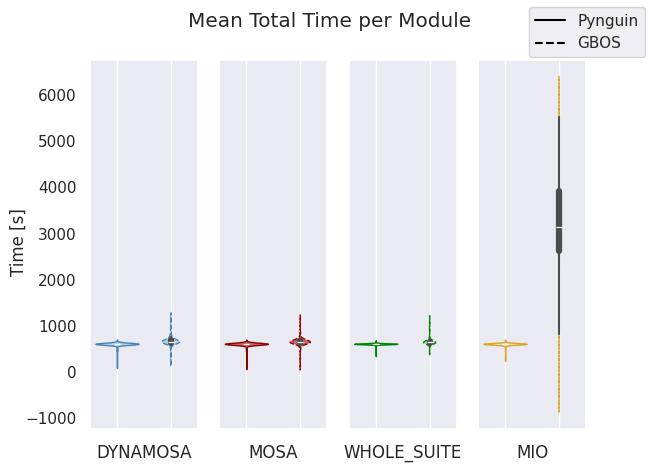 Mean Total Time per Module
Pynguin
GBOS
Time [s]
6000
5000
4000
3000
2000
1000
0
−1000
DYNAMOSA
MOSA
WHOLE_SUITE
MIO